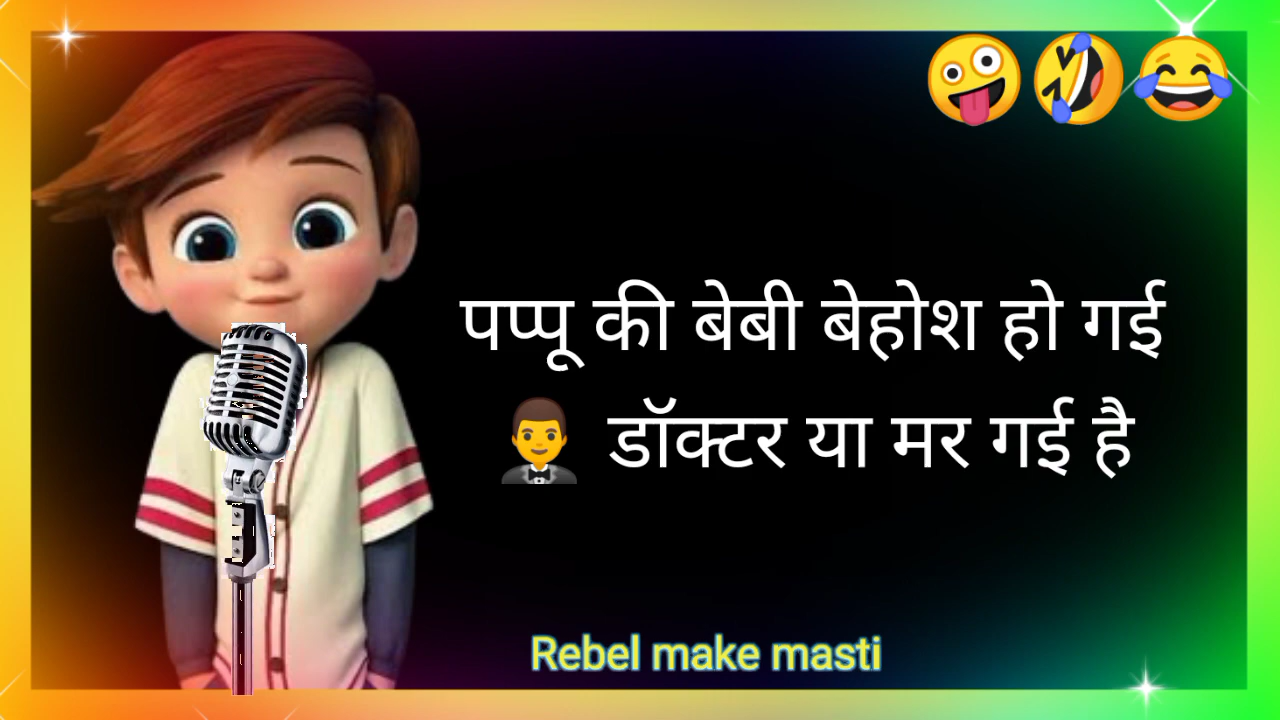 पप्पू की बेबी बेहोश हो गई
डॉक्टर या मर गई है
Rebel make masti